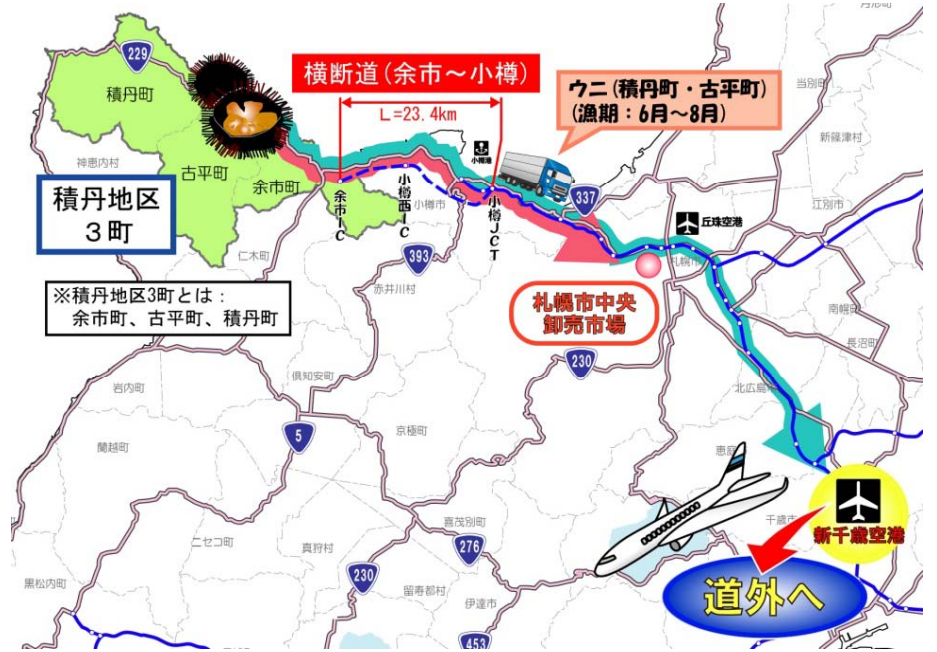 229
積丹町
神恵内村
古平町
余市町
積丹地区
3町
仁木町
※積丹地区3町とは：
余市町、古平町、積丹町
横断道(余市～小樽)
L=23.4km
ウニ(積丹町・古平町)
(漁期：6月～8月)
余市IC
小樽西IC
小樽市
小樽港
小樽JCT
337
393
赤井川村
丘珠空港
札幌市
札幌市中央
卸売市場
当別町
新篠津村
江別市
南幌町
長沼町
北広島市
230
岩内町
倶知安町
京極町
5
蘭越町
恵庭
千歳市
新千歳空港
道外へ
喜茂別町
276
ニセコ町
真狩村
230
留寿都村
伊達市
黒松内町
453